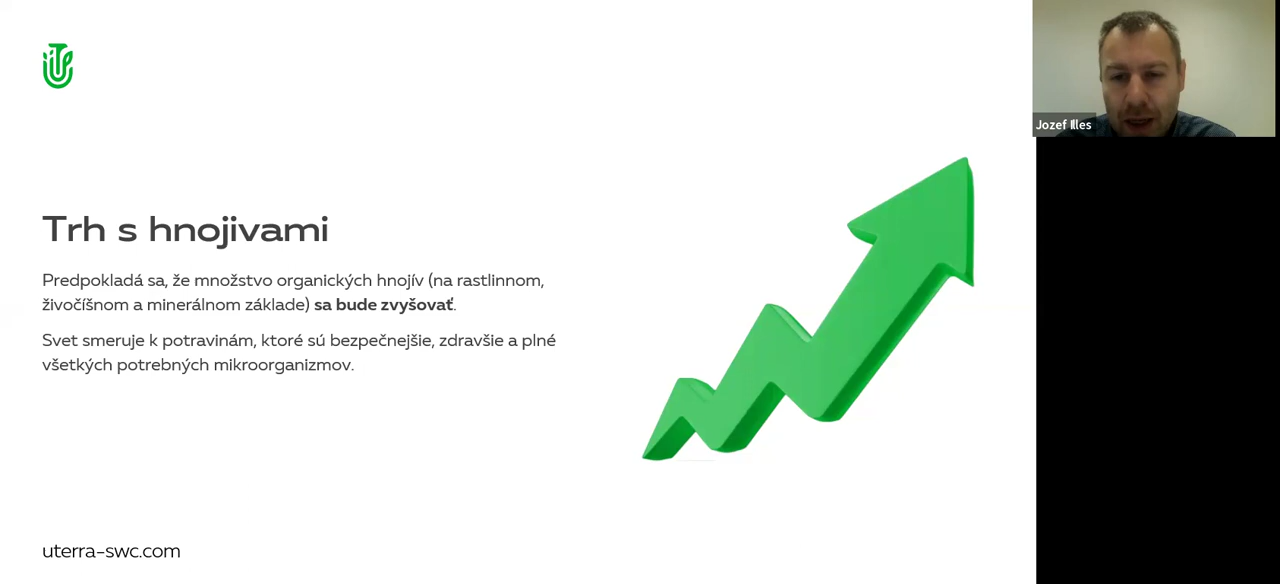 Trh s hnojivami
Predpokladá sa, že množstvo organických hnojív (na rastlinnom,
živočíšnom a minerálnom základe) sa bude zvyšovať.
Svet smeruje k potravinám, ktoré sú bezpečnejšie, zdravšie a plné
všetkých potrebných mikroorganizmov.
uterra-swc.com
Jozef Illes